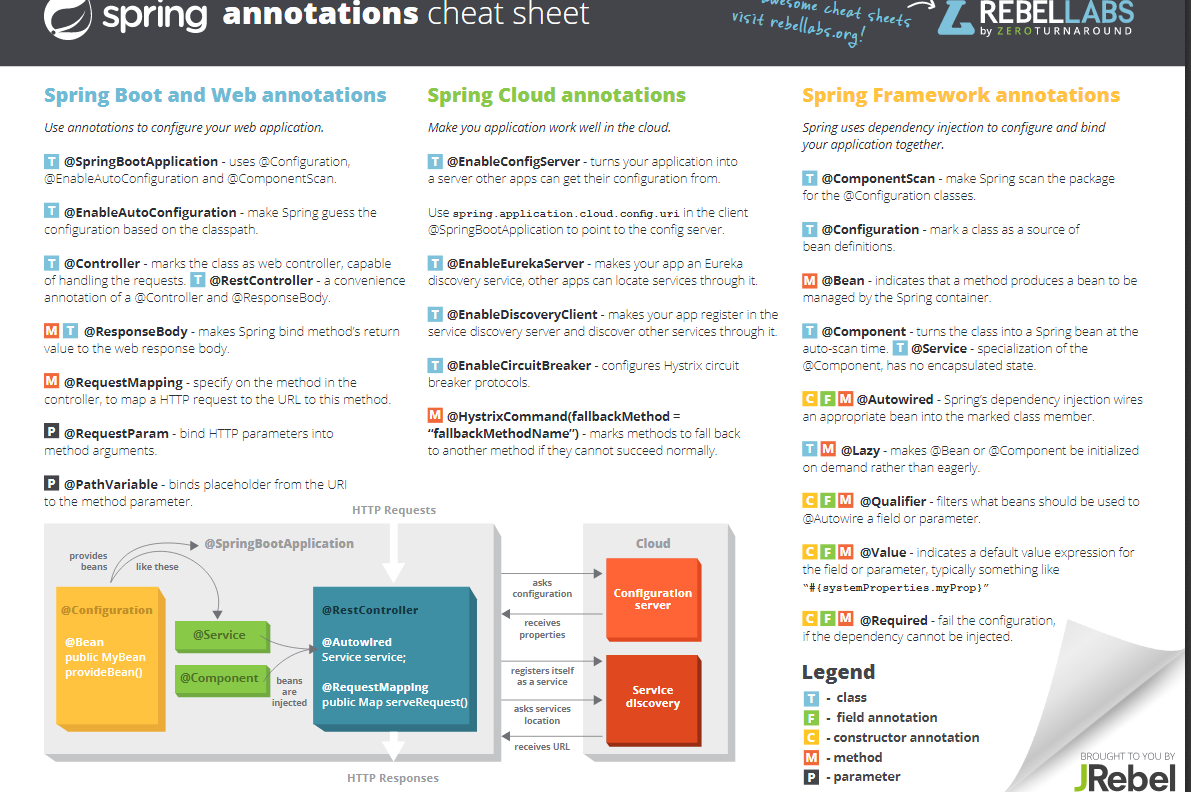 spring annotations cheat sheet
awesome cheat sheets
visit rebellabs.org!
REBELLABS
by ZEROTURNAROUND
Spring Boot and Web annotations
Use annotations to configure your web application.
T @SpringBootApplication - uses @Configuration,
@EnableAutoConfiguration and @ComponentScan.
T @EnableAutoConfiguration - make Spring guess the
configuration based on the classpath.
T @Controller - marks the class as web controller, capable
of handling the requests. T @RestController - a convenience
annotation of a @Controller and @ResponseBody.
M T @ResponseBody - makes Spring bind method's return
value to the web response body.
M @RequestMapping - specify on the method in the
controller, to map a HTTP request to the URL to this method.
P @RequestParam - bind HTTP parameters into
method arguments.
P @PathVariable - binds placeholder from the URI
to the method parameter.
Spring Cloud annotations
Make you application work well in the cloud.
T @EnableConfigServer - turns your application into
a server other apps can get their configuration from.
Use spring.application.cloud.config.uri in the client
@SpringBootApplication to point to the config server.
T @EnableEurekaServer - makes your app an Eureka
discovery service, other apps can locate services through it.
T @EnableDiscoveryClient - makes your app register in the
service discovery server and discover other services through it.
T @EnableCircuitBreaker - configures Hystrix circuit
breaker protocols.
M @HystrixCommand(fallbackMethod =
“fallbackMethodName”) - marks methods to fall back
to another method if they cannot succeed normally.
Spring Framework annotations
Spring uses dependency injection to configure and bind
your application together.
T @ComponentScan - make Spring scan the package
for the @Configuration classes.
T @Configuration - mark a class as a source of
bean definitions.
M @Bean - indicates that a method produces a bean to be
managed by the Spring container.
T @Component - turns the class into a Spring bean at the
auto-scan time. T @Service - specialization of the
@Component, has no encapsulated state.
C F M @Autowired - Spring's dependency injection wires
an appropriate bean into the marked class member.
T M @Lazy - makes @Bean or @Component be initialized
on demand rather than eagerly.
C F M @Qualifier - filters what beans should be used to
@Autowire a field or parameter.
C F M @Value - indicates a default value expression for
the field or parameter, typically something like
“#{systemProperties.myProp}”
C F M @Required - fail the configuration,
if the dependency cannot be injected.
Legend
T - class
F - field annotation
C - constructor annotation
M - method
P - parameter
HTTP Requests
@SpringBootApplication
provides
beans
like these
@Configuration
@Bean
public MyBean
provideBean()
@Service
@Component
beans
are
injected
@RestController
@Autowired
Service service;
@RequestMapping
public Map serveRequest()
HTTP Responses
asks
configuration
receives
properties
registers itself
as a service
asks services
location
receives URL
Cloud
Configuration
server
Service
discovery
BROUGHT TO YOU BY
JRebel